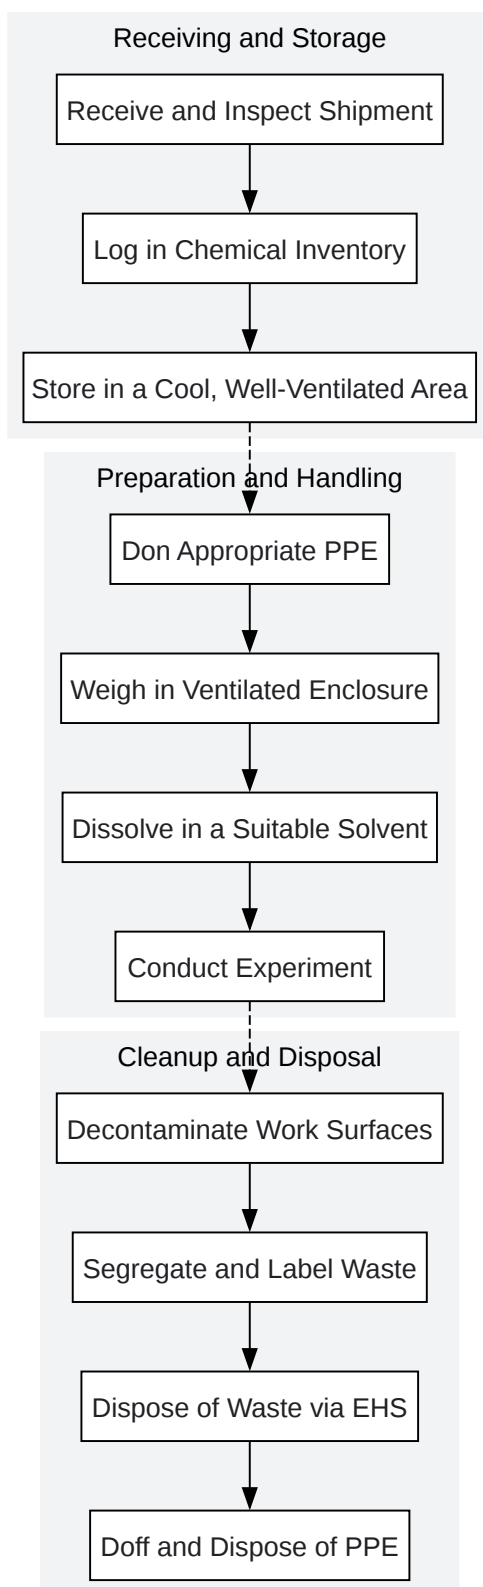 Receiving and Storage
Receive and Inspect Shipment
Log in Chemical Inventory
Store in a Cool, Well-Ventilated Area
Preparation and Handling
Don Appropriate PPE
Weigh in Ventilated Enclosure
Dissolve in a Suitable Solvent
Conduct Experiment
Cleanup and Disposal
Decontaminate Work Surfaces
Segregate and Label Waste
Dispose of Waste via EHS
Doff and Dispose of PPE